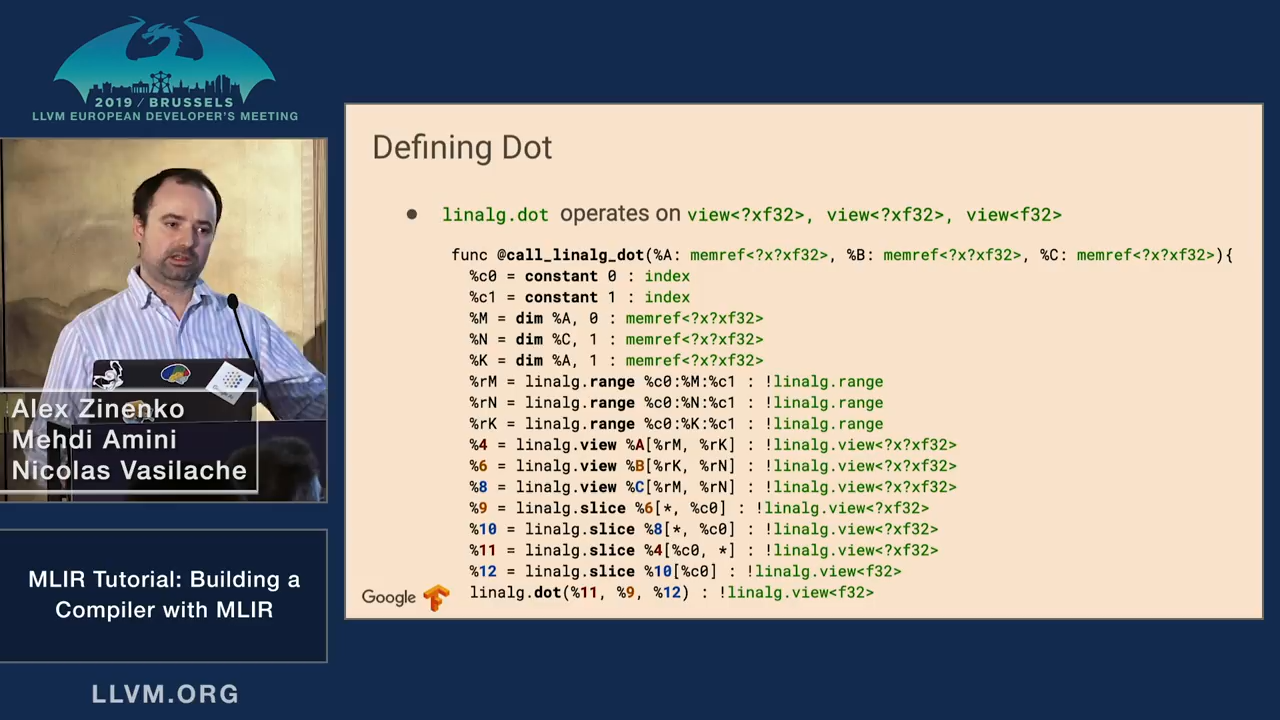 2019 / BRUSSELS
LLVM EUROPEAN DEVELOPER'S MEETING
Alex Zinenko
Mehdi Amini
Nicolas Vasilache
MLIR Tutorial: Building a
Compiler with MLIR
LLVM.ORG
Defining Dot
● linalg.dot operates on view<?xf32>, view<?xf32>, view<f32>
func @call_linalg_dot(%A: memref<?x?xf32>, %B: memref<?x?xf32>, %C: memref<?x?xf32>){
%c0 = constant 0 : index
%c1 = constant 1 : index
%M = dim %A, 0 : memref<?x?xf32>
%N = dim %C, 1 : memref<?x?xf32>
%K = dim %A, 1 : memref<?x?xf32>
%rM = linalg.range %c0:%M:%c1 : !linalg.range
%rN = linalg.range %c0:%N:%c1 : !linalg.range
%rK = linalg.range %c0:%K:%c1 : !linalg.range
%4 = linalg.view %A[%rM, %rK] : !linalg.view<?x?xf32>
%6 = linalg.view %B[%rK, %rN] : !linalg.view<?x?xf32>
%8 = linalg.view %C[%rM, %rN] : !linalg.view<?x?xf32>
%9 = linalg.slice %6[*, %c0] : !linalg.view<?xf32>
%10 = linalg.slice %8[*, %c0] : !linalg.view<?xf32>
%11 = linalg.slice %4[%c0, *] : !linalg.view<?xf32>
%12 = linalg.slice %10[%c0] : !linalg.view<f32>
linalg.dot(%11, %9, %12) : !linalg.view<f32>
Google